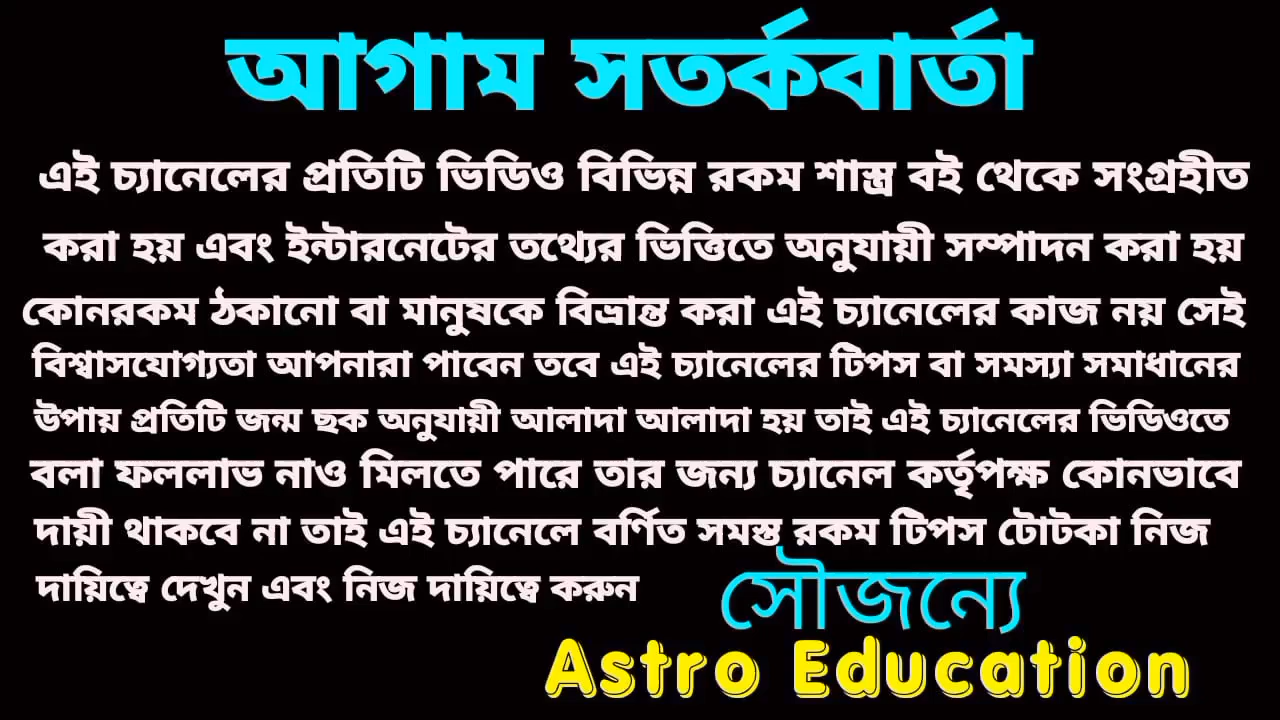 আগাম সতর্কবার্তা
এই চ্যানেলের প্রতিটি ভিডিও বিভিন্ন রকম শাস্ত্র বই থেকে সংগ্রহীত
করা হয় এবং ইন্টারনেটের তথ্যের ভিত্তিতে অনুযায়ী সম্পাদন করা হয়
কোনরকম ঠকানো বা মানুষকে বিভ্রান্ত করা এই চ্যানেলের কাজ নয় সেই
বিশ্বাসযোগ্যতা আপনারা পাবেন তবে এই চ্যানেলের টিপস বা সমস্যা সমাধানের
উপায় প্রতিটি জন্ম ছক অনুযায়ী আলাদা আলাদা হয় তাই এই চ্যানেলের ভিডিওতে
বলা ফললাভ নাও মিলতে পারে তার জন্য চ্যানেল কর্তৃপক্ষ কোনভাবে
দায়ী থাকবে না তাই এই চ্যানেলে বর্ণিত সমস্ত রকম টিপস টোটকা নিজ
দায়িত্বে দেখুন এবং নিজ দায়িত্বে করুন
সৌজন্যে
Astro Education